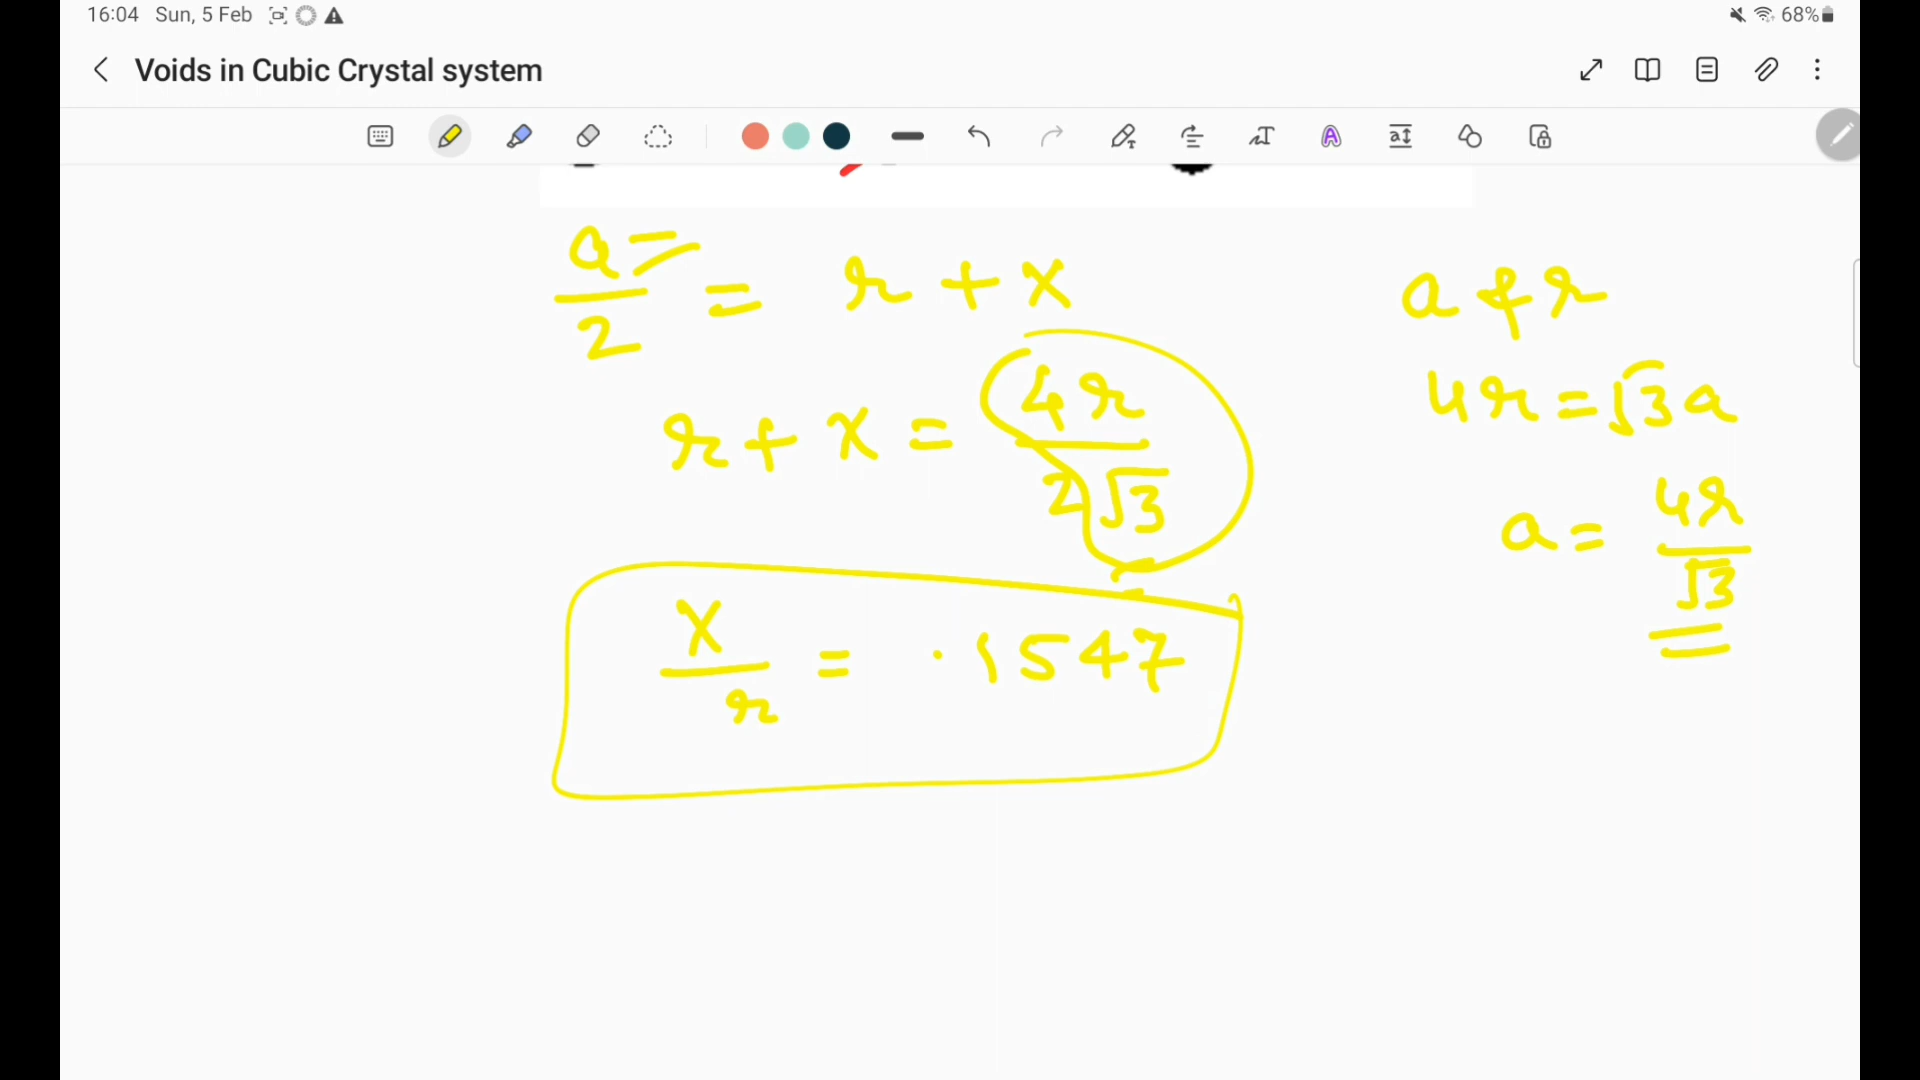 16:04 Sun, 5 Feb 68%
Voids in Cubic Crystal system
a/2 = r + x
r + x = 4r/2√3
x/r = .1547
a & r
4r = √3a
a = 4r/√3